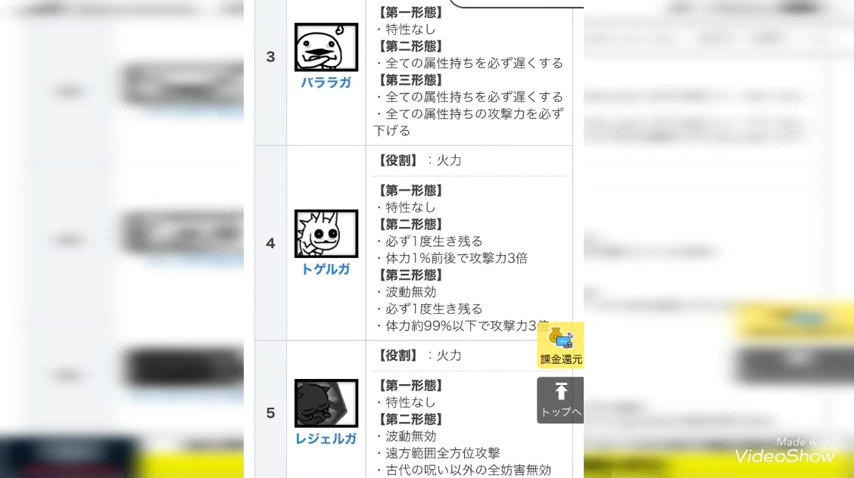 【第一形態】
・特性なし
【第二形態】
・全ての属性持ちを必ず遅くする
【第三形態】
・全ての属性持ちを必ず遅くする
・全ての属性持ちの攻撃力を必ず
下げる
3
パララガ
【役割】：火力
【第一形態】
・特性なし
【第二形態】
・必ず1度生き残る
・体力1%前後で攻撃力3倍
【第三形態】
・波動無効
・必ず1度生き残る
・体力約99%以下で攻撃力3倍
4
トゲルガ
課金還元
【役割】：火力
【第一形態】
・特性なし
【第二形態】
・波動無効
・遠方範囲全方位攻撃
・古代の呪い以外の全妨害無効
5
レジェルガ
トップへ
Made with
VideoShow